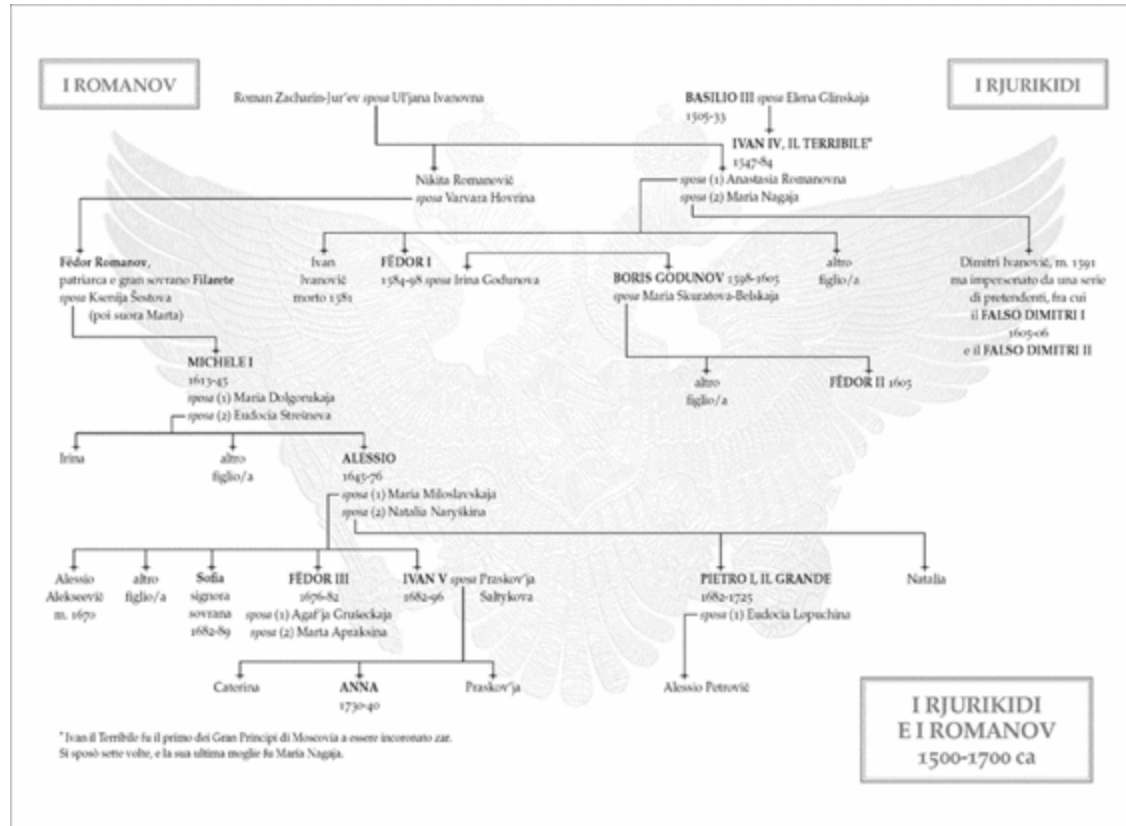 I ROMANOV
I RJURIKIDI
Roman Zacharin-Jur'ev sposa Ul'jana Ivanovna
BASILIO III sposa Elena Glinskaja
1505-33
IVAN IV, IL TERRIBILE*
1547-84
Nikita Romanovič
sposa Varvara Hovrina
sposa (1) Anastasia Romanovna
sposa (2) Maria Nagaja
Fëdor Romanov,
patriarca e gran sovrano Filarete
sposa Ksenija Šestova
(poi suora Marta)
Ivan
Ivanovič
morto 1581
FËDOR I
1584-98 sposa Irina Godunova
BORIS GODUNOV 1598-1605
sposa Maria Skuratova-Belskaja
altro
figlio/a
Dimitri Ivanovič, m. 1591
ma impersonato da una serie
di pretendenti, fra cui
il FALSO DIMITRI I
1605-06
e il FALSO DIMITRI II
MICHELE I
1613-45
sposa (1) Maria Dolgorukaja
sposa (2) Eudocia Strešneva
altro
figlio/a
FËDOR II 1605
Irina
altro
figlio/a
ALESSIO
1645-76
sposa (1) Maria Miloslavskaja
sposa (2) Natalia Naryškina
Alessio
Alekseevič
m. 1670
altro
figlio/a
Sofia
signora
sovrana
1682-89
FËDOR III
1676-82
sposa (1) Agaf'ja Grušeckaja
sposa (2) Marta Apraksina
IVAN V sposa Praskov'ja
1682-96 Saltykova
PIETRO I, IL GRANDE
1682-1725
sposa (1) Eudocia Lopuchina
Natalia
Caterina
ANNA
1730-40
Praskov'ja
Alessio Petrovič
*Ivan il Terribile fu il primo dei Gran Principi di Moscovia a essere incoronato zar.
Si sposò sette volte, e la sua ultima moglie fu Maria Nagaja.
I RJURIKIDI
E I ROMANOV
1500-1700 ca